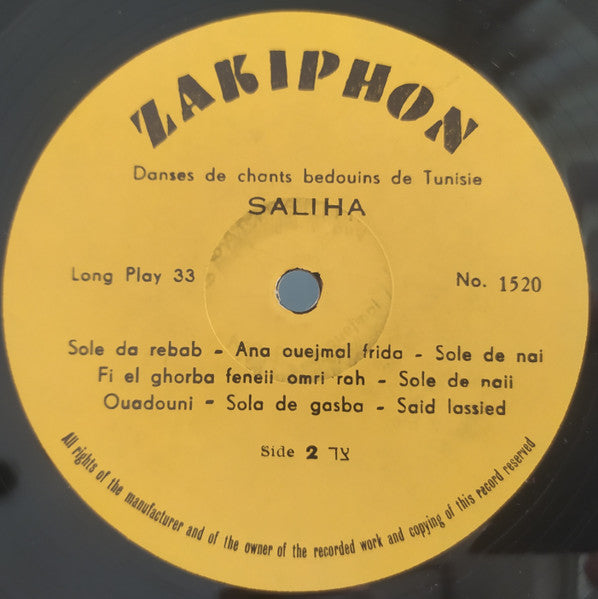 ZAKIPHON
Danses de chants bedouins de Tunisie
SALIHA
Long Play 33
No. 1520
Sole da rebab - Ana ouejmal frida - Sole de nai
Fi el ghorba feneii omri rah - Sole de naii
Ouadouni - Sola de gasba - Said lassied
Side 2 צד
All rights of the manufacturer and of the owner of the recorded work and copying of this record reserved